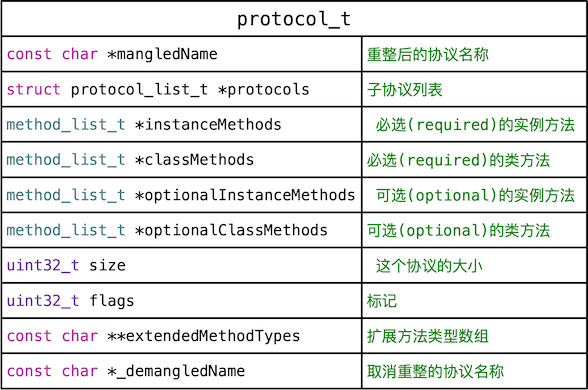 protocol_t
const char *mangledName 重整后的协议名称
struct protocol_list_t *protocols 子协议列表
method_list_t *instanceMethods 必选(required)的实例方法
method_list_t *classMethods 必选(required)的类方法
method_list_t *optionalInstanceMethods 可选(optional)的实例方法
method_list_t *optionalClassMethods 可选(optional)的类方法
uint32_t size 这个协议的大小
uint32_t flags 标记
const char **extendedMethodTypes 扩展方法类型数组
const char *_demangledName 取消重整的协议名称